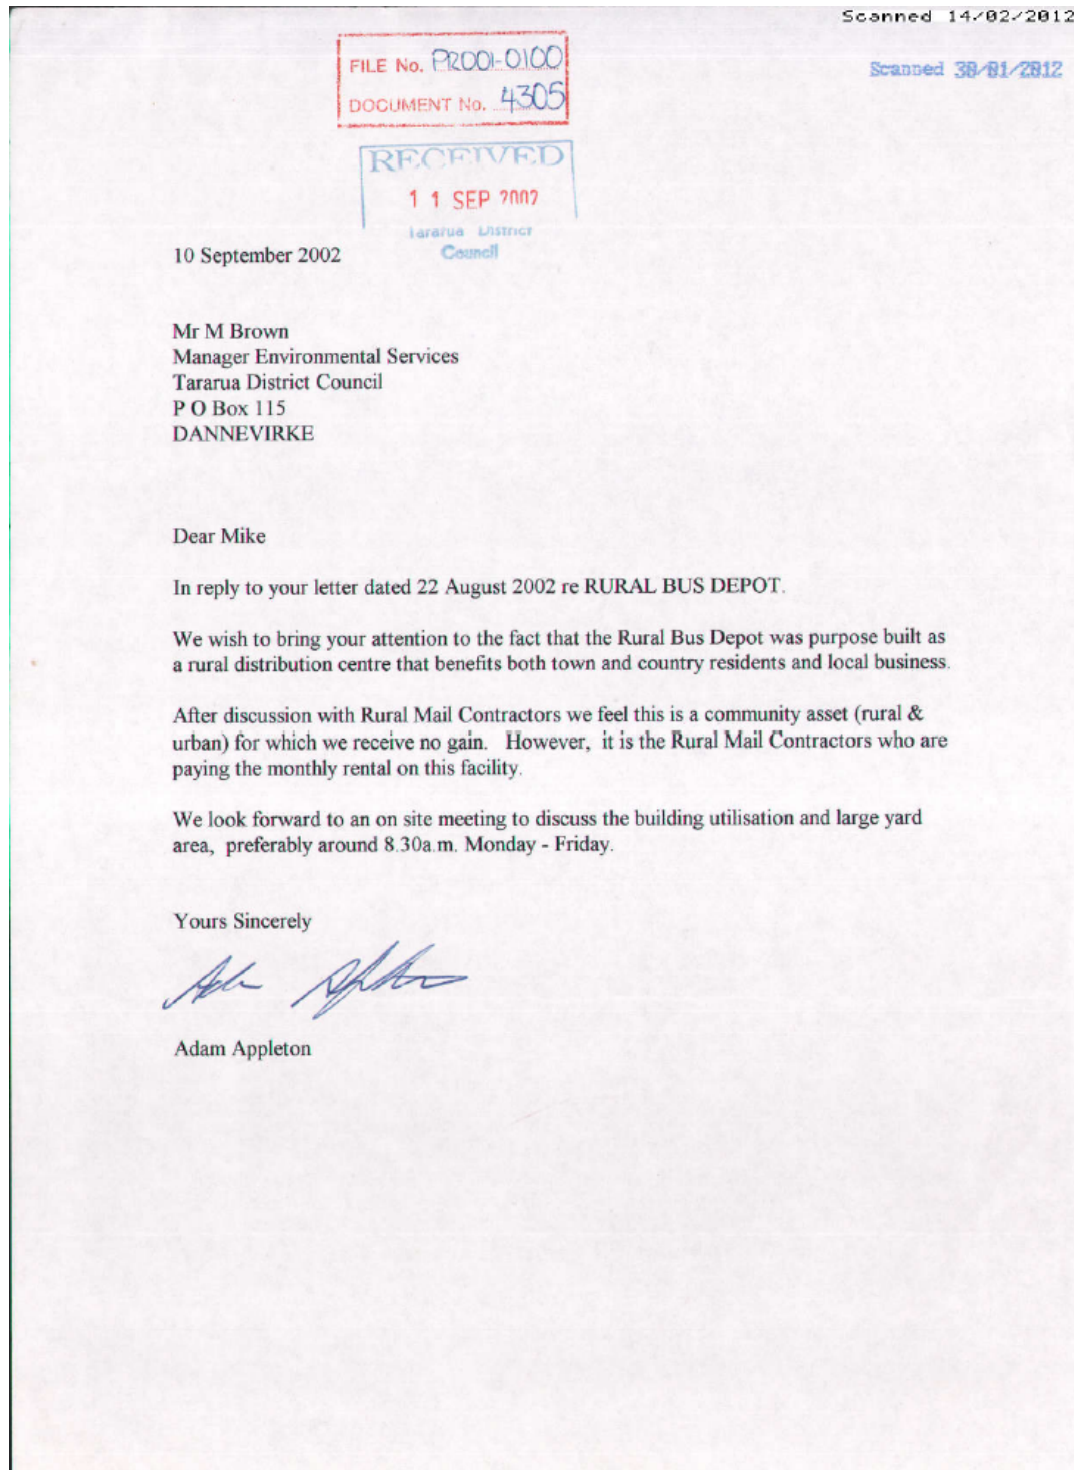 Scanned 14/02/2012
Scanned 30/01/2012
FILE No. PR001-0100
DOCUMENT No. 4305
RECEIVED
11 SEP 2002
Tararua District
Council
10 September 2002
Mr M Brown
Manager Environmental Services
Tararua District Council
P O Box 115
DANNEVIRKE
Dear Mike
In reply to your letter dated 22 August 2002 re RURAL BUS DEPOT.
We wish to bring your attention to the fact that the Rural Bus Depot was purpose built as
a rural distribution centre that benefits both town and country residents and local business.
After discussion with Rural Mail Contractors we feel this is a community asset (rural &
urban) for which we receive no gain. However, it is the Rural Mail Contractors who are
paying the monthly rental on this facility.
We look forward to an on site meeting to discuss the building utilisation and large yard
area, preferably around 8.30a.m. Monday - Friday.
Yours Sincerely
Adam Appleton